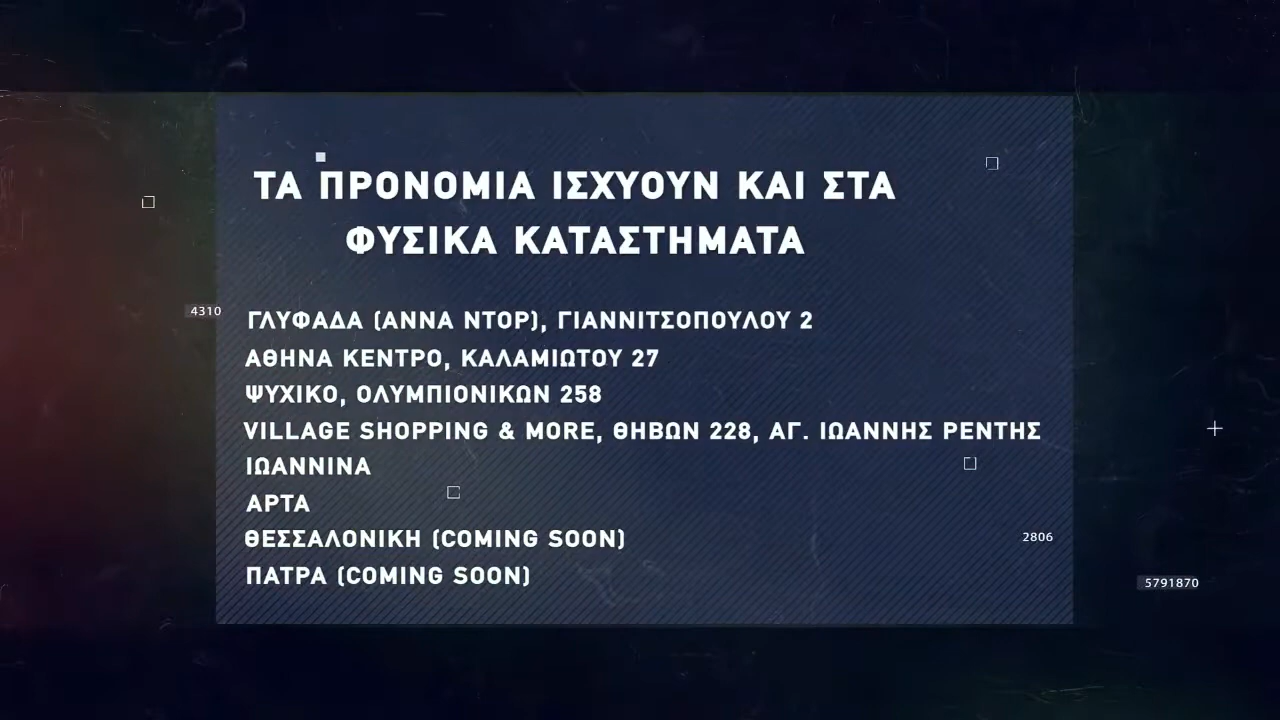 ΤΑ ΠΡΟΝΟΜΙΑ ΙΣΧΥΟΥΝ ΚΑΙ ΣΤΑ
ΦΥΣΙΚΑ ΚΑΤΑΣΤΗΜΑΤΑ
4310
ΓΛΥΦΑΔΑ (ΑΝΝΑ ΝΤΟΡ), ΓΙΑΝΝΙΤΣΟΠΟΥΛΟΥ 2
ΑΘΗΝΑ ΚΕΝΤΡΟ, ΚΑΛΑΜΙΩΤΟΥ 27
ΨΥΧΙΚΟ, ΟΛΥΜΠΙΟΝΙΚΩΝ 258
VILLAGE SHOPPING & MORE, ΘΗΒΩΝ 228, ΑΓ. ΙΩΑΝΝΗΣ ΡΕΝΤΗΣ
ΙΩΑΝΝΙΝΑ
ΑΡΤΑ
ΘΕΣΣΑΛΟΝΙΚΗ (COMING SOON)
2806
ΠΑΤΡΑ (COMING SOON)
5791870